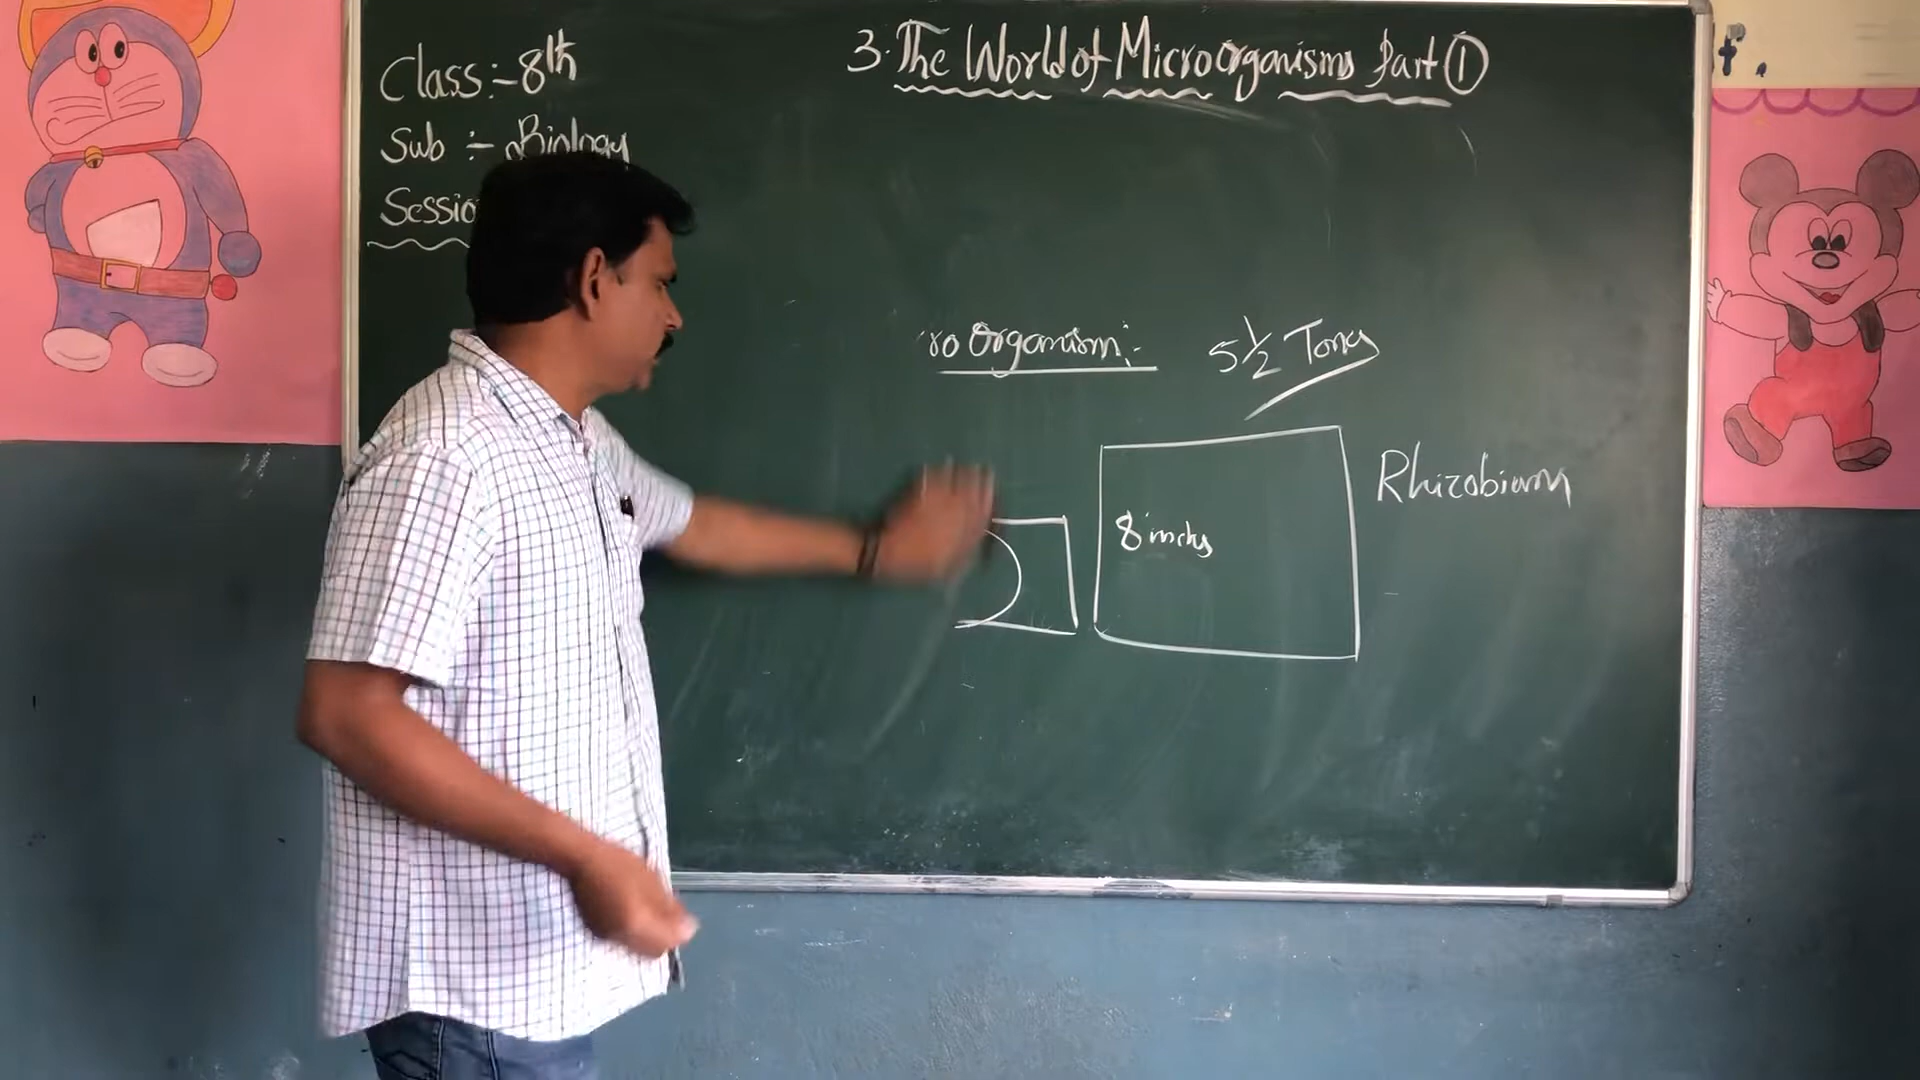 Class:-8th
3.The World of Microorganisms Part ①
Sub :- Biology
Sessio
ro Organism:- 5½ Tons
Rhizobium
8 inches